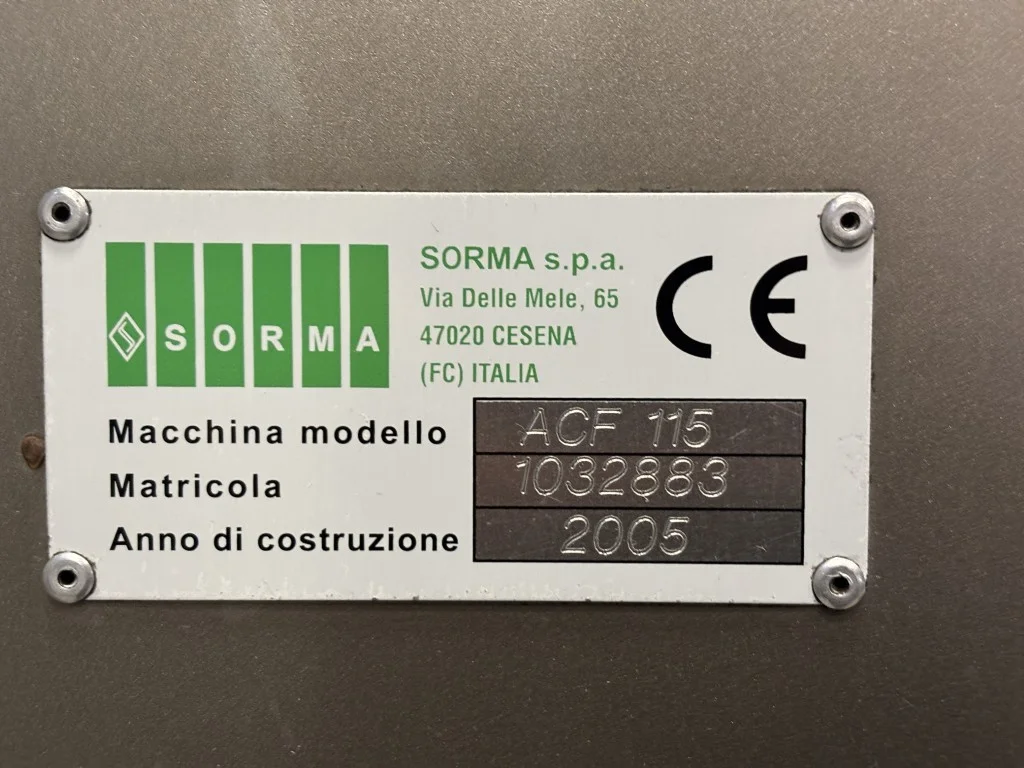 SORMA
SORMA s.p.a.
Via Delle Mele, 65
47020 CESENA
(FC) ITALIA
CE
Macchina modello ACF 115
Matricola 1032883
Anno di costruzione 2005